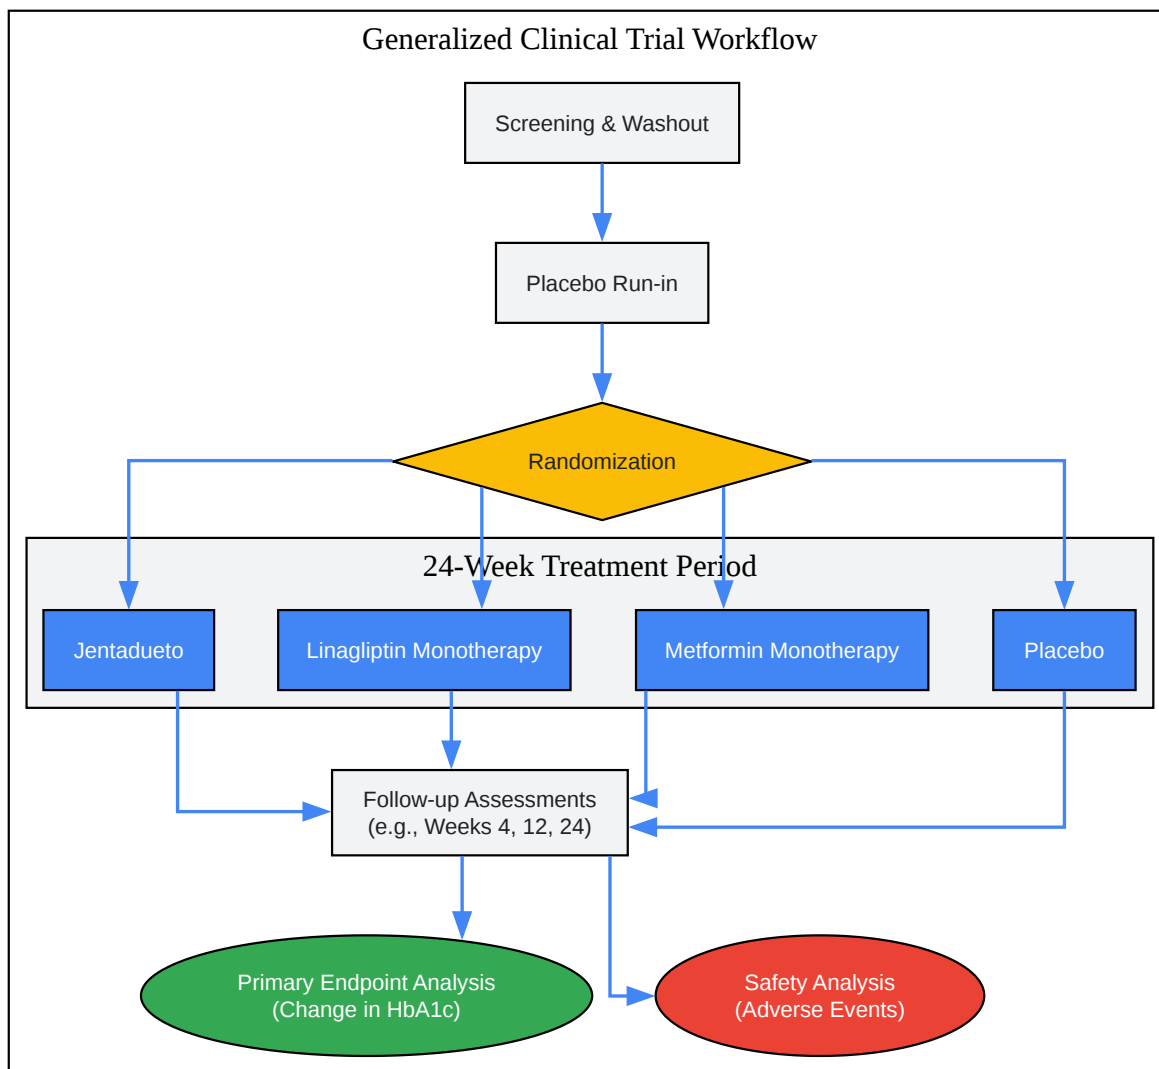 Generalized Clinical Trial Workflow
Screening & Washout
Placebo Run-in
Randomization
24-Week Treatment Period
Jentadueto
Linagliptin Monotherapy
Metformin Monotherapy
Placebo
Follow-up Assessments
(e.g., Weeks 4, 12, 24)
Primary Endpoint Analysis
(Change in HbA1c)
Safety Analysis
(Adverse Events)